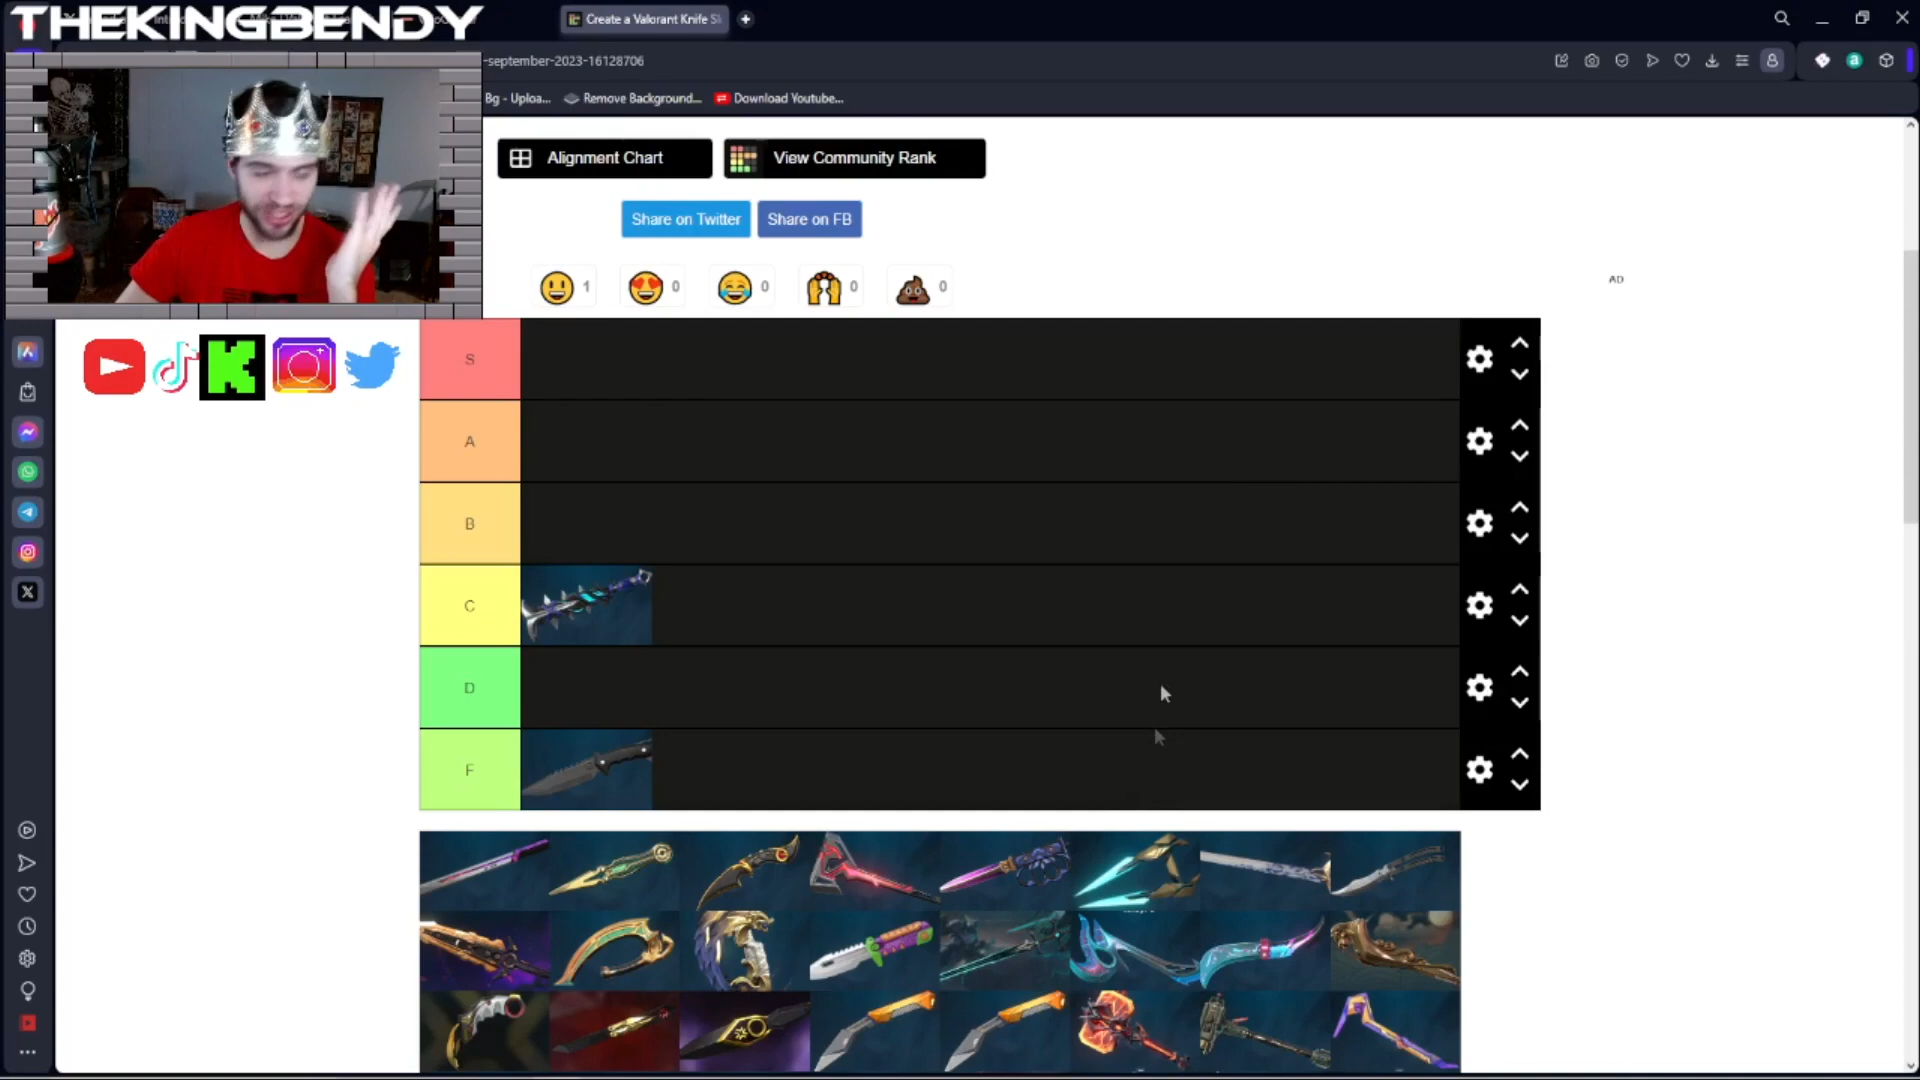 THEKINGBENDY
Create a Valorant Knife Sk
-september-2023-16128706
Bg - Uploa...
Remove Background...
Download Youtube...
Alignment Chart
View Community Rank
Share on Twitter
Share on FB
1
0
0
0
0
AD
S
A
B
C
D
F